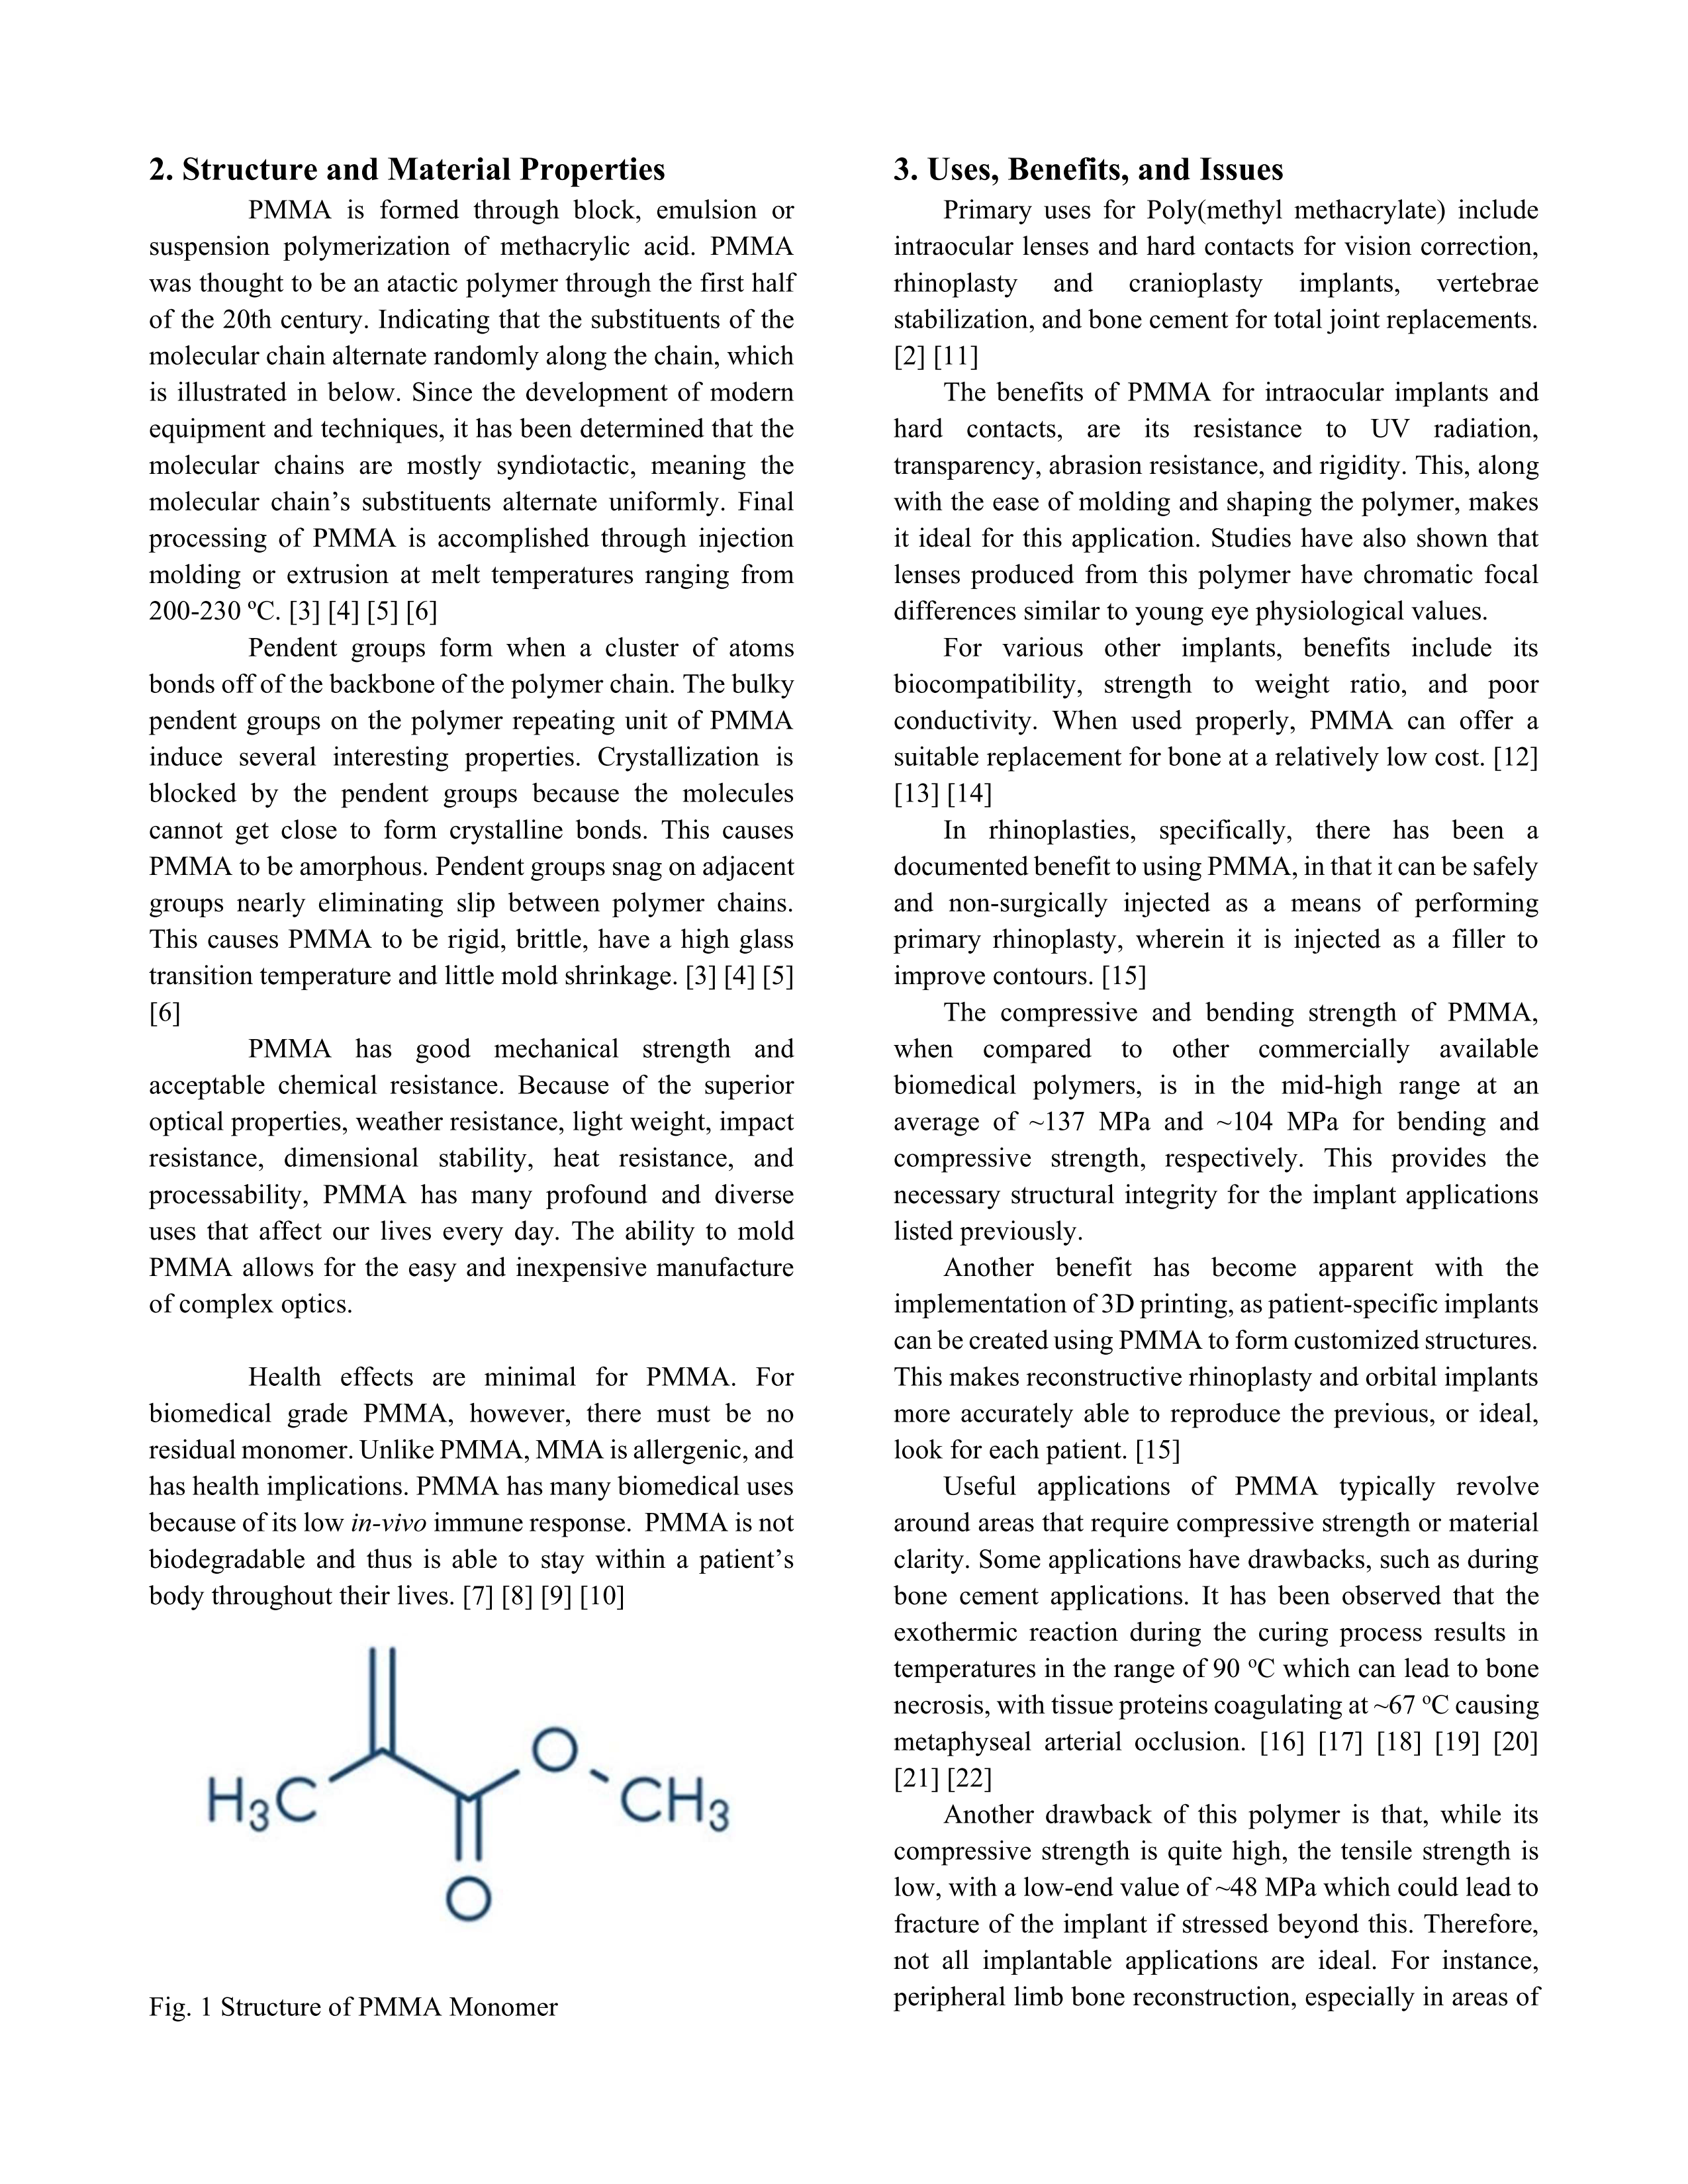 2. Structure and Material Properties
PMMA is formed through block, emulsion or
suspension polymerization of methacrylic acid. PMMA
was thought to be an atactic polymer through the first half
of the 20th century. Indicating that the substituents of the
molecular chain alternate randomly along the chain, which
is illustrated in below. Since the development of modern
equipment and techniques, it has been determined that the
molecular chains are mostly syndiotactic, meaning the
molecular chain’s substituents alternate uniformly. Final
processing of PMMA is accomplished through injection
molding or extrusion at melt temperatures ranging from
200-230 ºC. [3] [4] [5] [6]
Pendent groups form when a cluster of atoms
bonds off of the backbone of the polymer chain. The bulky
pendent groups on the polymer repeating unit of PMMA
induce several interesting properties. Crystallization is
blocked by the pendent groups because the molecules
cannot get close to form crystalline bonds. This causes
PMMA to be amorphous. Pendent groups snag on adjacent
groups nearly eliminating slip between polymer chains.
This causes PMMA to be rigid, brittle, have a high glass
transition temperature and little mold shrinkage. [3] [4] [5]
[6]
PMMA has good mechanical strength and
acceptable chemical resistance. Because of the superior
optical properties, weather resistance, light weight, impact
resistance, dimensional stability, heat resistance, and
processability, PMMA has many profound and diverse
uses that affect our lives every day. The ability to mold
PMMA allows for the easy and inexpensive manufacture
of complex optics.
Health effects are minimal for PMMA. For
biomedical grade PMMA, however, there must be no
residual monomer. Unlike PMMA, MMA is allergenic, and
has health implications. PMMA has many biomedical uses
because of its low in-vivo immune response. PMMA is not
biodegradable and thus is able to stay within a patient’s
body throughout their lives. [7] [8] [9] [10]
H3C
O
CH3
O
Fig. 1 Structure of PMMA Monomer
3. Uses, Benefits, and Issues
Primary uses for Poly(methyl methacrylate) include
intraocular lenses and hard contacts for vision correction,
rhinoplasty and cranioplasty implants, vertebrae
stabilization, and bone cement for total joint replacements.
[2] [11]
The benefits of PMMA for intraocular implants and
hard contacts, are its resistance to UV radiation,
transparency, abrasion resistance, and rigidity. This, along
with the ease of molding and shaping the polymer, makes
it ideal for this application. Studies have also shown that
lenses produced from this polymer have chromatic focal
differences similar to young eye physiological values.
For various other implants, benefits include its
biocompatibility, strength to weight ratio, and poor
conductivity. When used properly, PMMA can offer a
suitable replacement for bone at a relatively low cost. [12]
[13] [14]
In rhinoplasties, specifically, there has been a
documented benefit to using PMMA, in that it can be safely
and non-surgically injected as a means of performing
primary rhinoplasty, wherein it is injected as a filler to
improve contours. [15]
The compressive and bending strength of PMMA,
when compared to other commercially available
biomedical polymers, is in the mid-high range at an
average of ~137 MPa and ~104 MPa for bending and
compressive strength, respectively. This provides the
necessary structural integrity for the implant applications
listed previously.
Another benefit has become apparent with the
implementation of 3D printing, as patient-specific implants
can be created using PMMA to form customized structures.
This makes reconstructive rhinoplasty and orbital implants
more accurately able to reproduce the previous, or ideal,
look for each patient. [15]
Useful applications of PMMA typically revolve
around areas that require compressive strength or material
clarity. Some applications have drawbacks, such as during
bone cement applications. It has been observed that the
exothermic reaction during the curing process results in
temperatures in the range of 90 ºC which can lead to bone
necrosis, with tissue proteins coagulating at ~67 ºC causing
metaphyseal arterial occlusion. [16] [17] [18] [19] [20]
[21] [22]
Another drawback of this polymer is that, while its
compressive strength is quite high, the tensile strength is
low, with a low-end value of ~48 MPa which could lead to
fracture of the implant if stressed beyond this. Therefore,
not all implantable applications are ideal. For instance,
peripheral limb bone reconstruction, especially in areas of